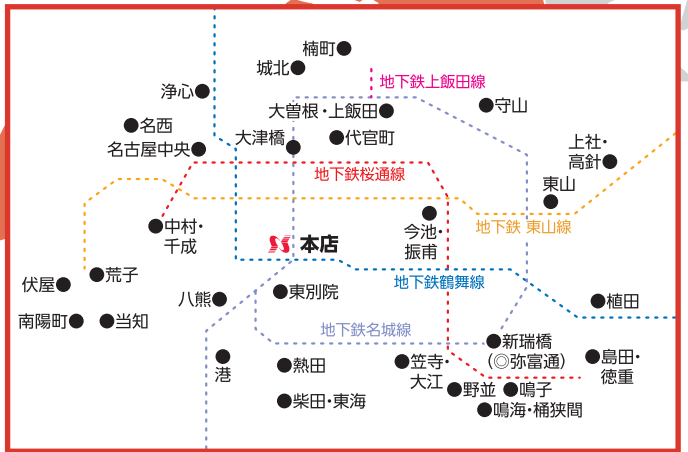 楠町
城北
地下鉄上飯田線
浄心
大曽根・上飯田
守山
名西
大津橋
代官町
名古屋中央
上社・
高針
地下鉄桜通線
東山
中村・
千成
今池・
振甫
地下鉄 東山線
本店
荒子
伏屋
地下鉄鶴舞線
八熊
東別院
植田
南陽町
当知
地下鉄名城線
新瑞橋
(◎弥富通)
港
熱田
笠寺・
大江
島田・
徳重
野並
鳴子
柴田・東海
鳴海・桶狭間